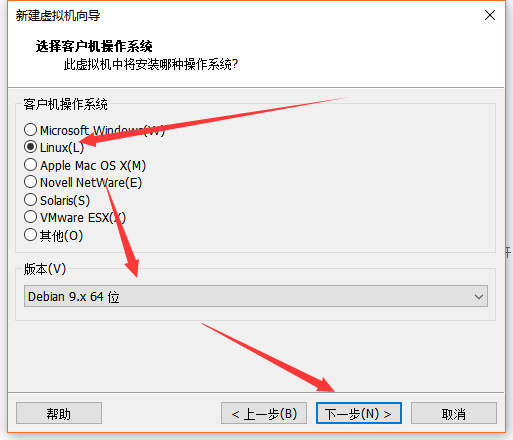 新建虚拟机向导
选择客户机操作系统
此虚拟机中将安装哪种操作系统?
客户机操作系统
Microsoft Windows(W)
Linux(L)
Apple Mac OS X(M)
Novell NetWare(E)
Solaris(S)
VMware ESX(X)
其他(O)
版本(V)
Debian 9.x 64 位
帮助
< 上一步(B)
下一步(N) >
取消